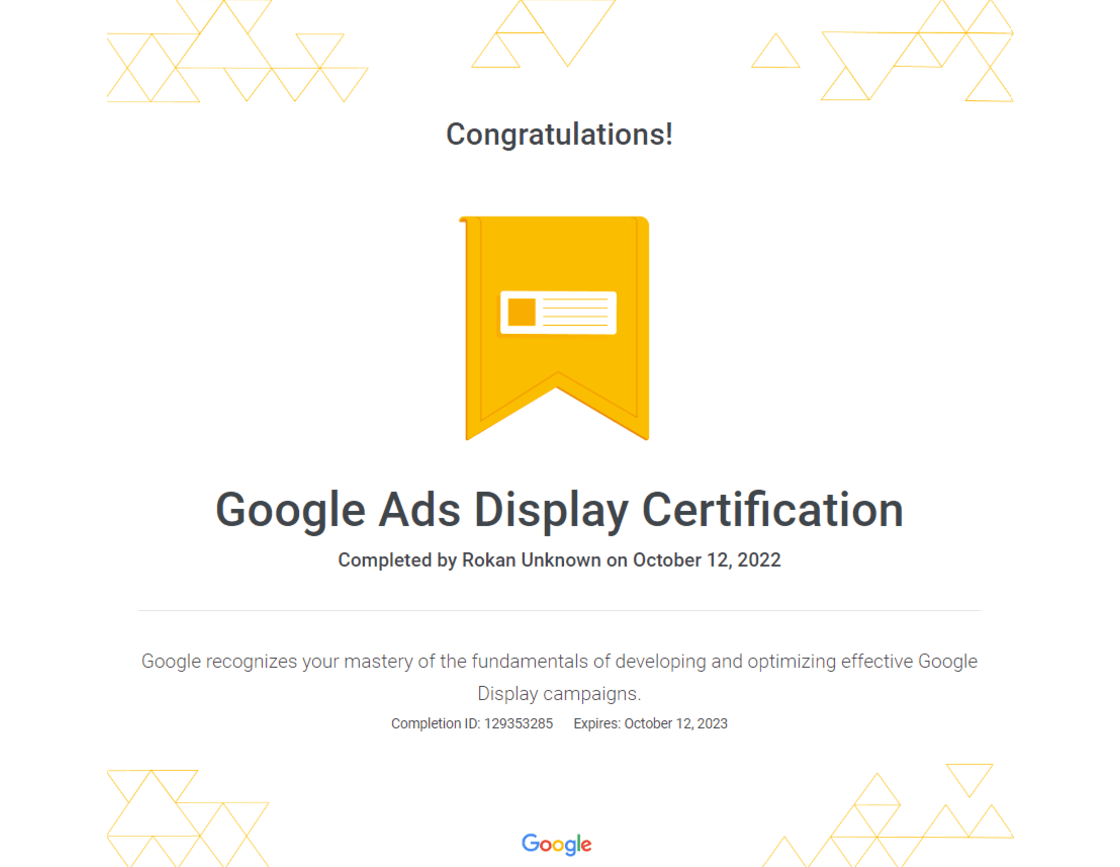 Congratulations!
Google Ads Display Certification
Completed by Rokan Unknown on October 12, 2022
Google recognizes your mastery of the fundamentals of developing and optimizing effective Google
Display campaigns.
Completion ID: 129353285 Expires: October 12, 2023
Google